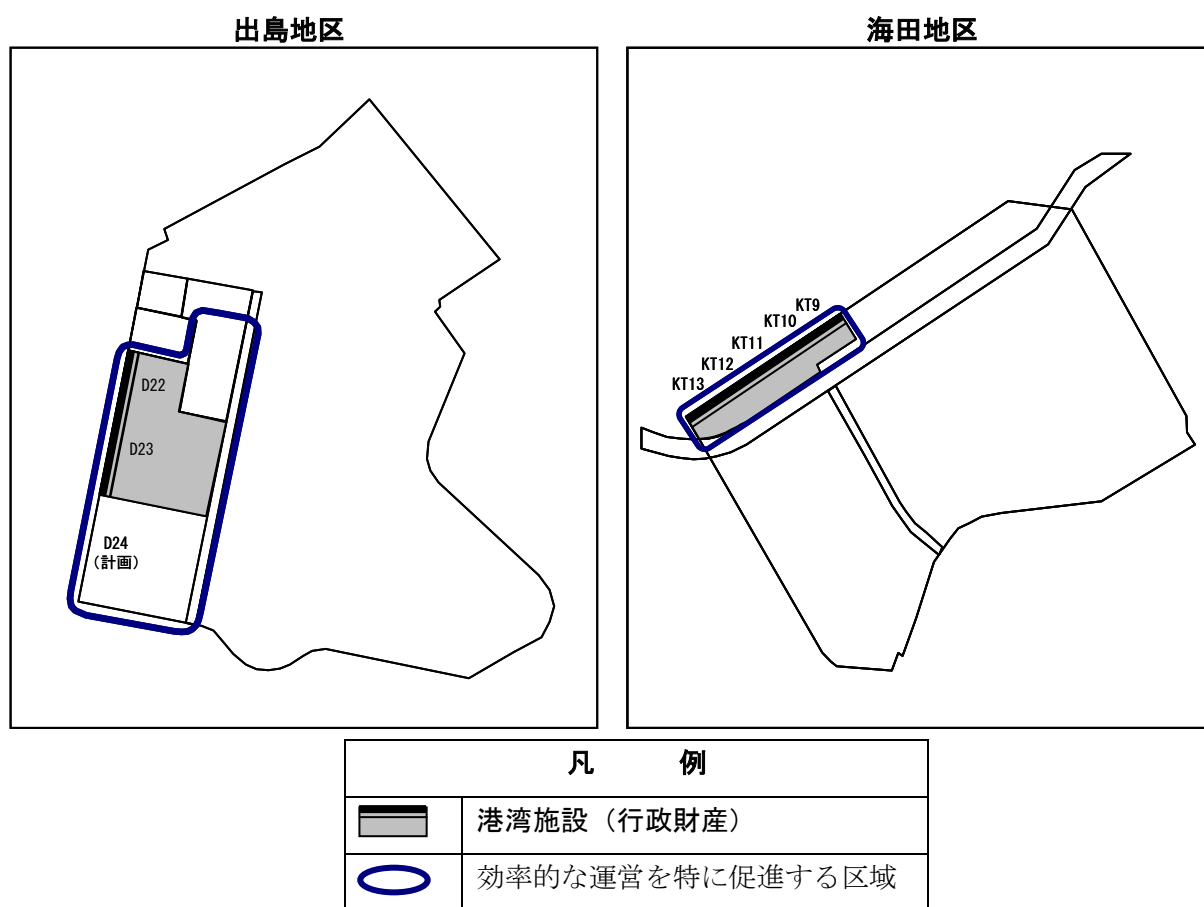 出島地区
D22
D23
D24
(計画)
海田地区
KT9
KT10
KT11
KT12
KT13
凡　例
港湾施設（行政財産）
効率的な運営を特に促進する区域